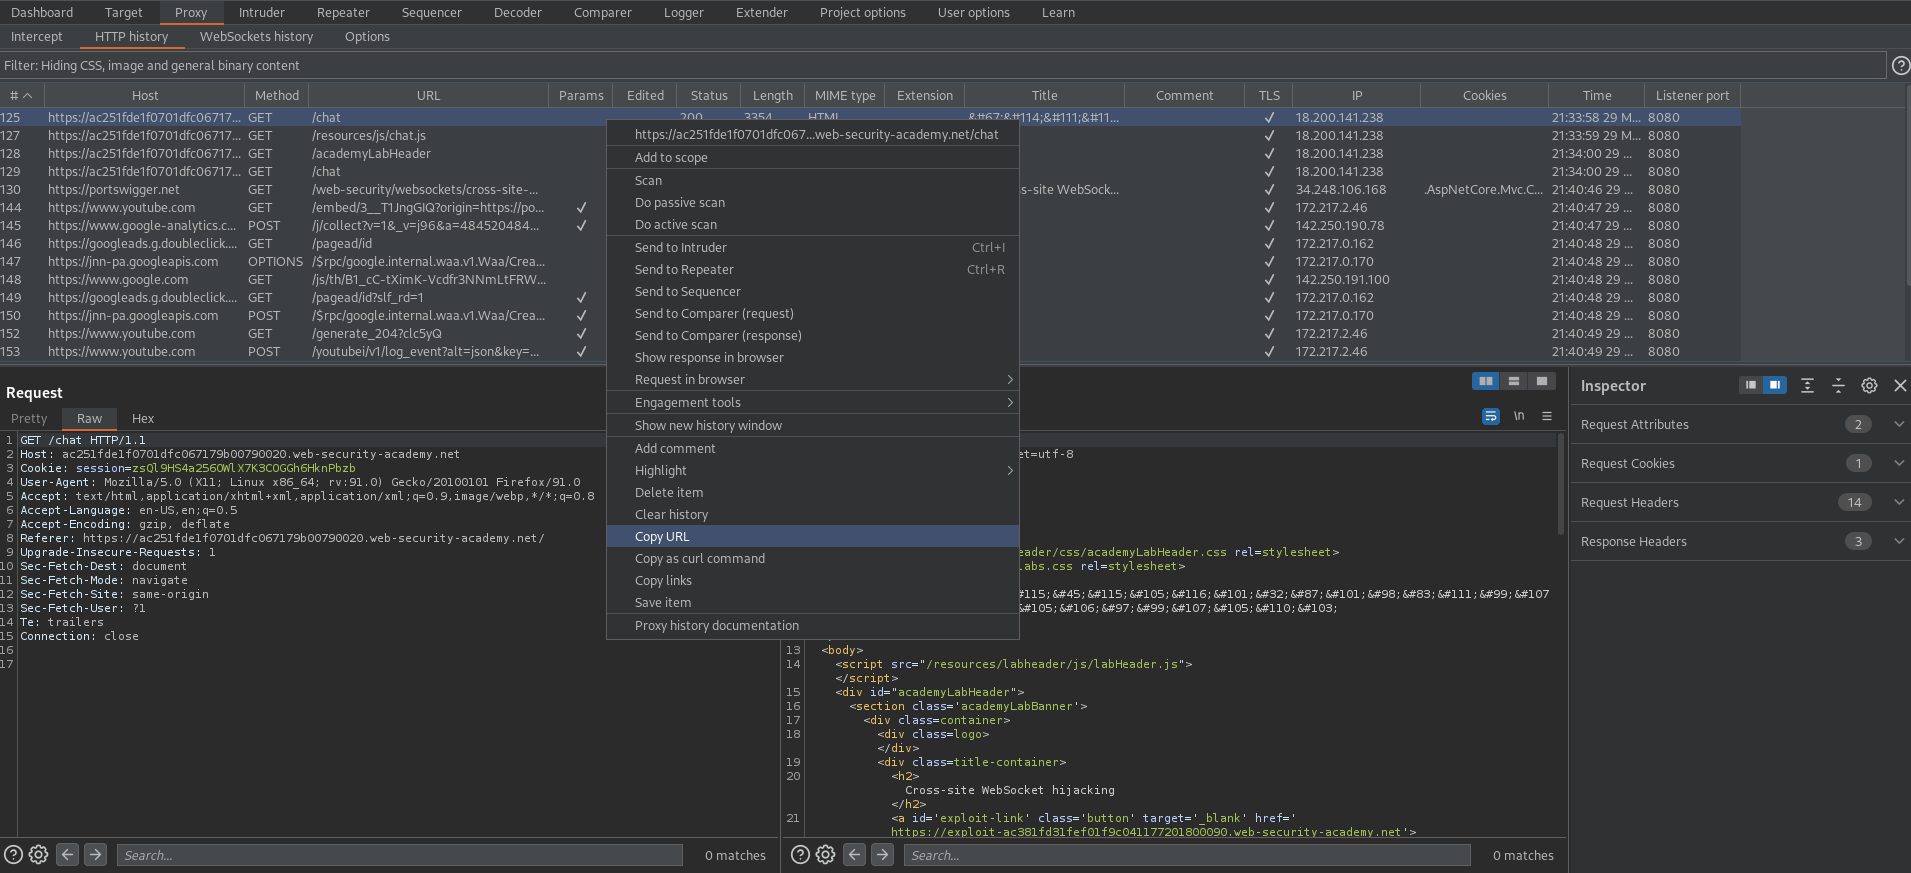 Dashboard Target Proxy Intruder Repeater Sequencer Decoder Comparer Logger Extender Project options User options Learn
Intercept HTTP history WebSockets history Options
Filter: Hiding CSS, image and general binary content ?
# Host Method URL Params Edited Status Length MIME type Extension Title Comment TLS IP Cookies Time Listener port
125 https://ac251fde1f0701dfc06717... GET /chat 200 3354 HTML &#67;&#114;&#111;&#11... ✓ 18.200.141.238 21:33:58 29 M... 8080
127 https://ac251fde1f0701dfc06717... GET /resources/js/chat.js ✓ 18.200.141.238 21:33:59 29 M... 8080
128 https://ac251fde1f0701dfc06717... GET /academyLabHeader ✓ 18.200.141.238 21:34:00 29 ... 8080
129 https://ac251fde1f0701dfc06717... GET /chat ✓ 18.200.141.238 21:34:00 29 ... 8080
130 https://portswigger.net GET /web-security/websockets/cross-site-... s-site WebSock... ✓ 34.248.106.168 .AspNetCore.Mvc.C... 21:40:46 29 ... 8080
144 https://www.youtube.com GET /embed/3__T1JngGIQ?origin=https://po... ✓ ✓ 172.217.2.46 21:40:47 29 ... 8080
145 https://www.google-analytics.c... POST /j/collect?v=1&_v=j96&a=484520484... ✓ ✓ 142.250.190.78 21:40:47 29 ... 8080
146 https://googleads.g.doubleclick.... GET /pagead/id ✓ 172.217.0.162 21:40:48 29 ... 8080
147 https://jnn-pa.googleapis.com OPTIONS /$rpc/google.internal.waa.v1.Waa/Crea... ✓ 172.217.0.170 21:40:48 29 ... 8080
148 https://www.google.com GET /js/th/B1_cC-tXimK-Vcdfr3NNmLtFRW... ✓ 142.250.191.100 21:40:48 29 ... 8080
149 https://googleads.g.doubleclick.... GET /pagead/id?slf_rd=1 ✓ ✓ 172.217.0.162 21:40:48 29 ... 8080
150 https://jnn-pa.googleapis.com POST /$rpc/google.internal.waa.v1.Waa/Crea... ✓ ✓ 172.217.0.170 21:40:48 29 ... 8080
152 https://www.youtube.com GET /generate_204?clc5yQ ✓ ✓ 172.217.2.46 21:40:49 29 ... 8080
153 https://www.youtube.com POST /youtubei/v1/log_event?alt=json&key=... ✓ ✓ 172.217.2.46 21:40:49 29 ... 8080
https://ac251fde1f0701dfc067...web-security-academy.net/chat
Add to scope
Scan
Do passive scan
Do active scan
Send to Intruder Ctrl+I
Send to Repeater Ctrl+R
Send to Sequencer
Send to Comparer (request)
Send to Comparer (response)
Show response in browser
Request in browser
Engagement tools
Show new history window
Add comment
Highlight
Delete item
Clear history
Copy URL
Copy as curl command
Copy links
Save item
Proxy history documentation
Request
Pretty Raw Hex
1 GET /chat HTTP/1.1
2 Host: ac251fde1f0701dfc067179b00790020.web-security-academy.net
3 Cookie: session=zsQl9HS4a256OWlX7K3COGGh6HknPbzb
4 User-Agent: Mozilla/5.0 (X11; Linux x86_64; rv:91.0) Gecko/20100101 Firefox/91.0
5 Accept: text/html,application/xhtml+xml,application/xml;q=0.9,image/webp,*/*;q=0.8
6 Accept-Language: en-US,en;q=0.5
7 Accept-Encoding: gzip, deflate
8 Referer: https://ac251fde1f0701dfc067179b00790020.web-security-academy.net/
9 Upgrade-Insecure-Requests: 1
10 Sec-Fetch-Dest: document
11 Sec-Fetch-Mode: navigate
12 Sec-Fetch-Site: same-origin
13 Sec-Fetch-User: ?1
14 Te: trailers
15 Connection: close
16
17
? Search... 0 matches
\n
et=utf-8
eader/css/academyLabHeader.css rel=stylesheet>
abs.css rel=stylesheet>
#115;&#45;&#115;&#105;&#116;&#101;&#32;&#87;&#101;&#98;&#83;&#111;&#99;&#107
#105;&#106;&#97;&#99;&#107;&#105;&#110;&#103;
13 <body>
14 <script src="/resources/labheader/js/labHeader.js">
</script>
15 <div id="academyLabHeader">
16 <section class='academyLabBanner'>
17 <div class=container>
18 <div class=logo>
</div>
19 <div class=title-container>
20 <h2>
Cross-site WebSocket hijacking
</h2>
21 <a id='exploit-link' class='button' target='_blank' href='
https://exploit-ac381fd31fef01f9c041177201800090.web-security-academy.net'>
? Search... 0 matches
Inspector
Request Attributes 2
Request Cookies 1
Request Headers 14
Response Headers 3